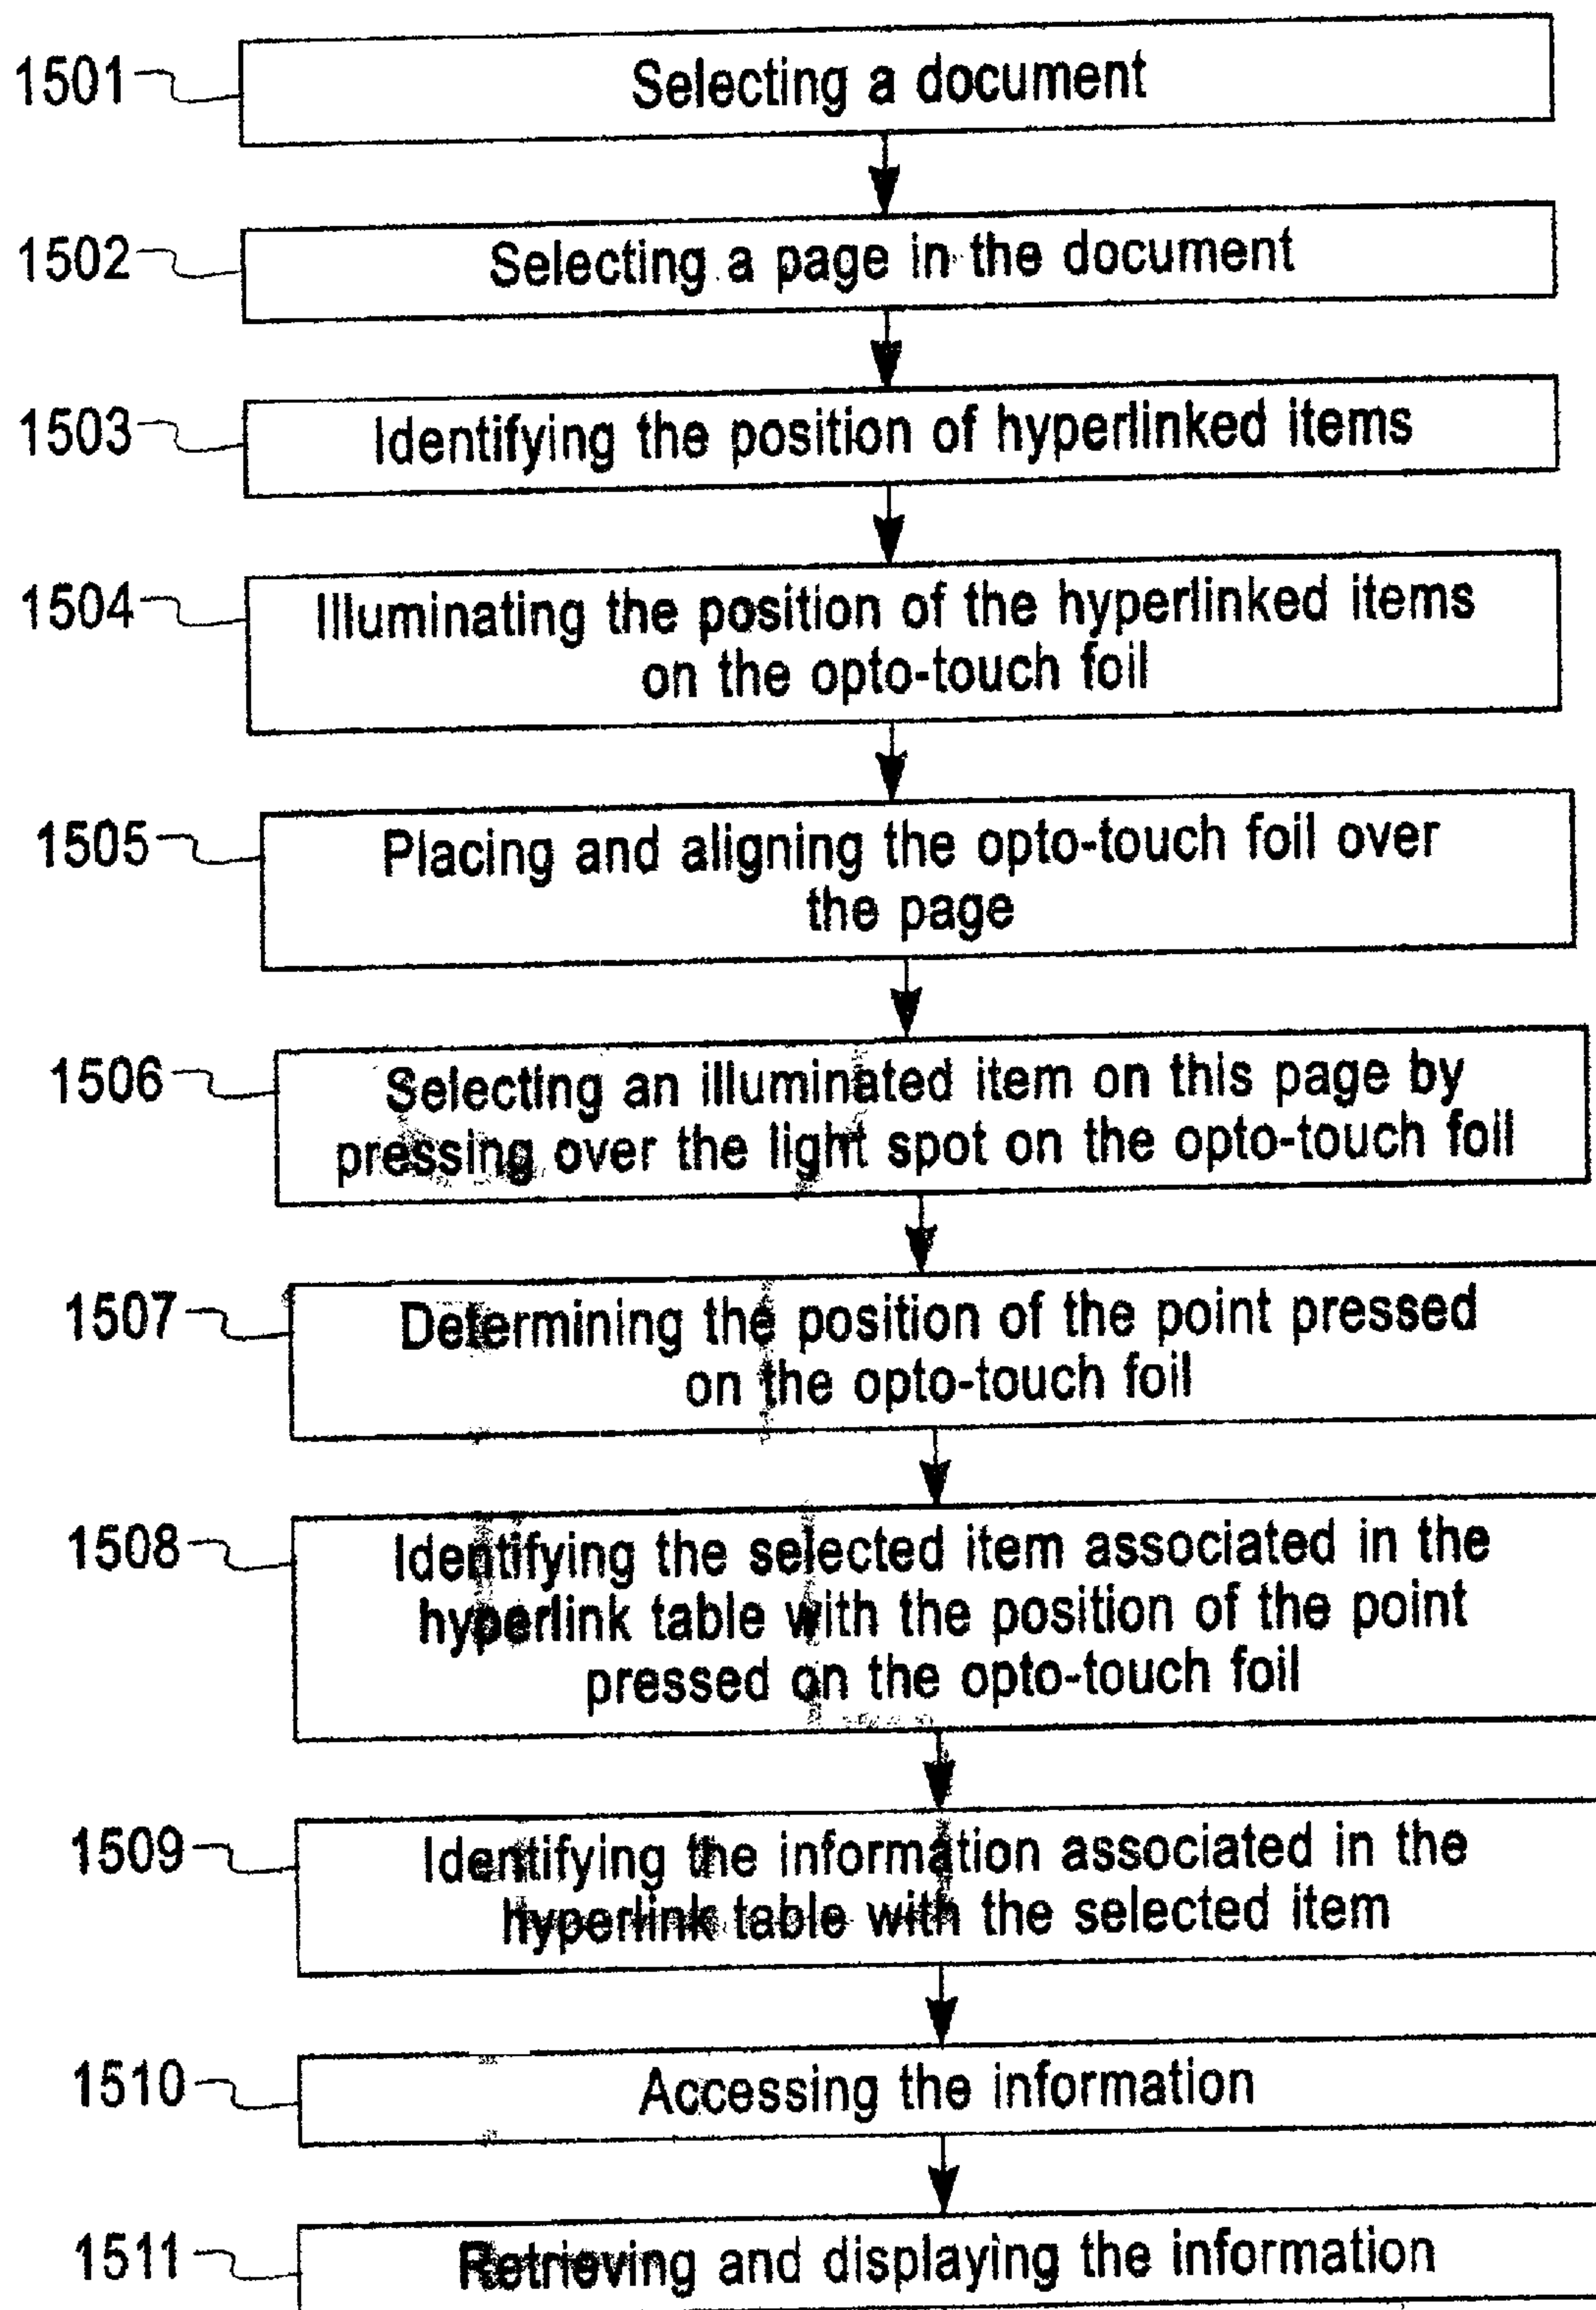 1501
Selecting a document
1502
Selecting a page in the document
1503
Identifying the position of hyperlinked items
1504
Illuminating the position of the hyperlinked items
on the opto-touch foil
1505
Placing and aligning the opto-touch foil over
the page
1506
Selecting an illuminated item on this page by
pressing over the light spot on the opto-touch foil
1507
Determining the position of the point pressed
on the opto-touch foil
1508
Identifying the selected item associated in the
hyperlink table with the position of the point
pressed on the opto-touch foil
1509
Identifying the information associated in the
hyperlink table with the selected item
1510
Accessing the information
1511
Retrieving and displaying the information